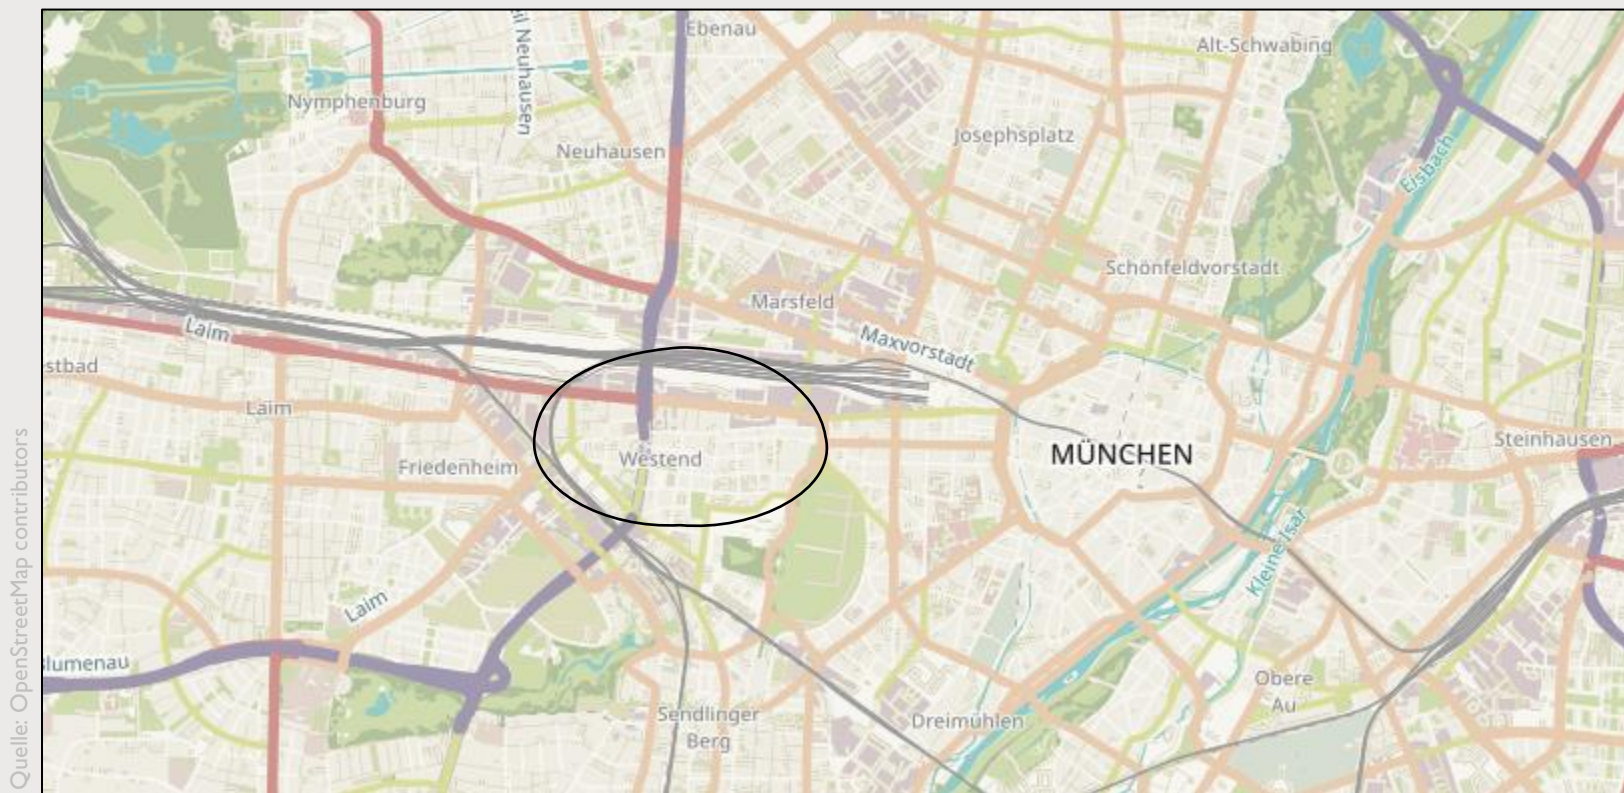 Ebenau
Alt-Schwabing
Nymphenburg
il Neuhausen
Neuhausen
Josephsplatz
Eisbach
Schönfeldvorstadt
Marsfeld
Maxvorstadt
Laim
stbad
Laim
Westend
Friedenheim
MÜNCHEN
Steinhausen
Kleine Isar
Laim
lumenau
Sendlinger
Berg
Dreimühlen
Obere
Au
Quelle: OpenStreetMap contributors